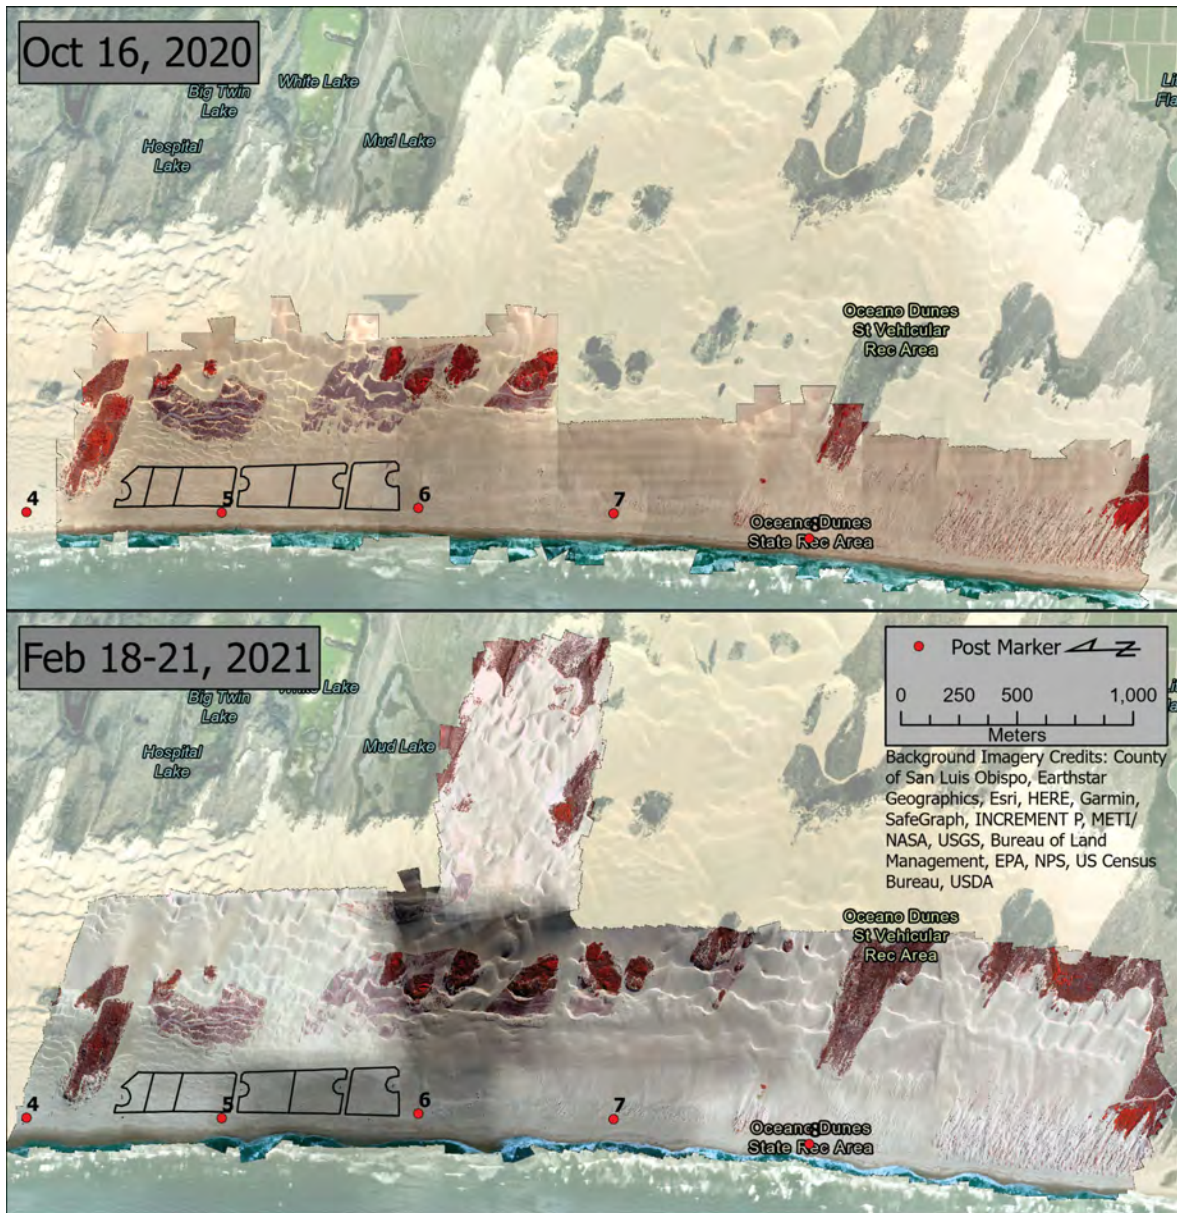 Oct 16, 2020
White Lake
Big Twin
Lake
Hospital
Lake
Mud Lake
Oceano Dunes
St Vehicular
Rec Area
4
5
6
7
8
Oceano Dunes
State Rec Area
Feb 18-21, 2021
Post Marker
Z
0 250 500 1,000
Meters
Background Imagery Credits: County
of San Luis Obispo, Earthstar
Geographics, Esri, HERE, Garmin,
SafeGraph, INCREMENT P, METI/
NASA, USGS, Bureau of Land
Management, EPA, NPS, US Census
Bureau, USDA
Lake
Big Twin
Lake
Hospital
Lake
Mud Lake
Oceano Dunes
St Vehicular
Rec Area
4
5
6
7
8
Oceano Dunes
State Rec Area